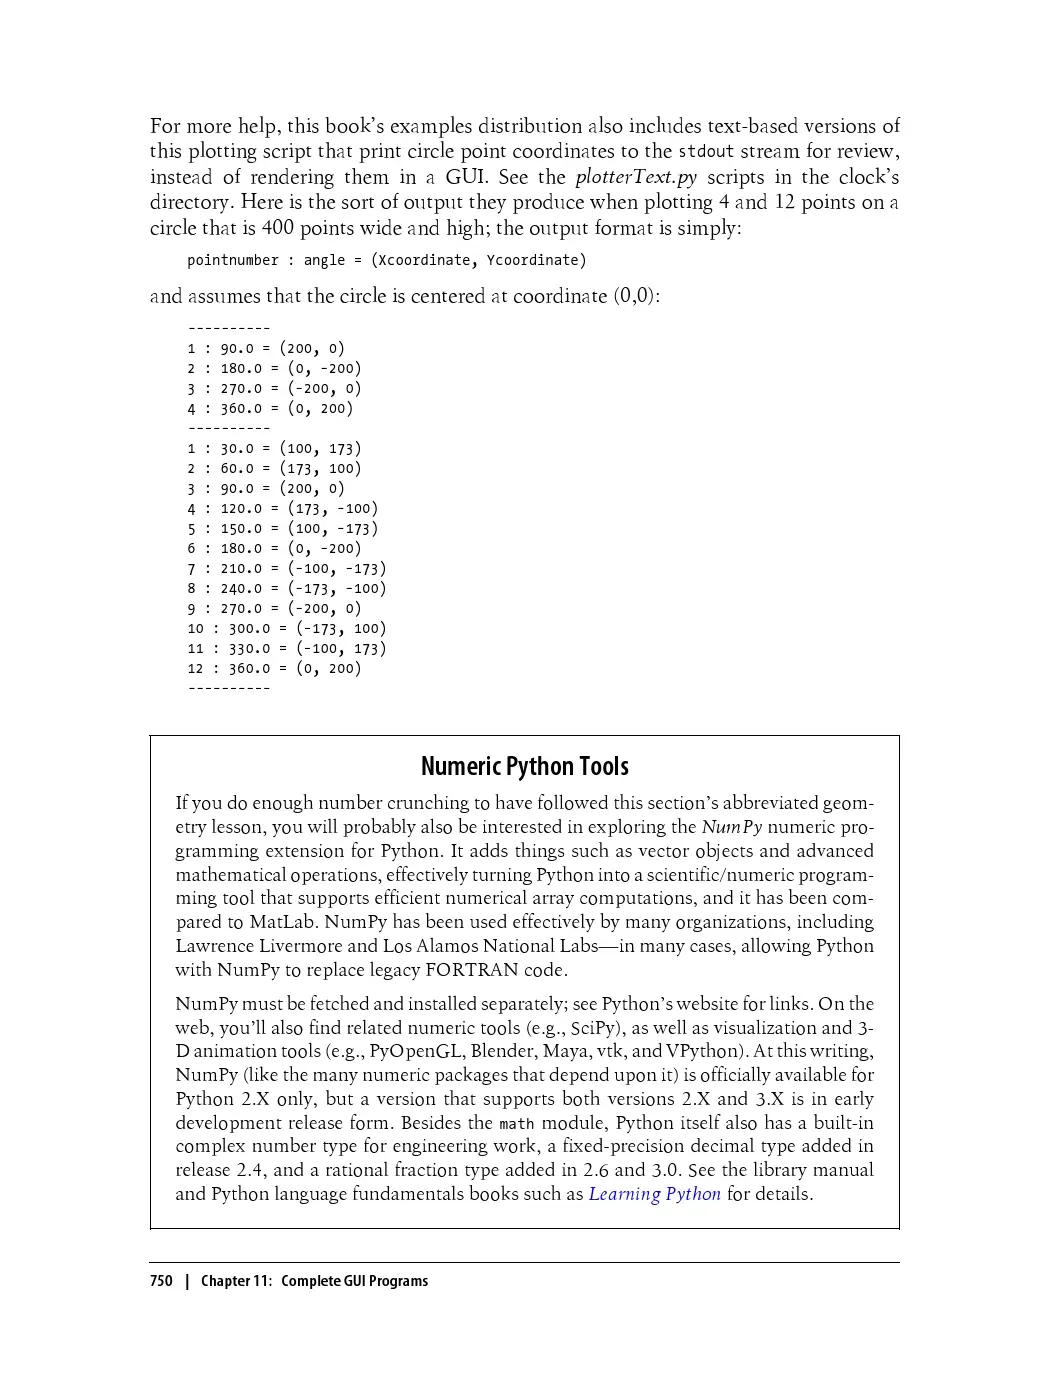 For more help, this book’s examples distribution also includes text-based versions of
this plotting script that print circle point coordinates to the stdout stream for review,
instead of rendering them in a GUI. See the plotterText.py scripts in the clock’s
directory. Here is the sort of output they produce when plotting 4 and 12 points on a
circle that is 400 points wide and high; the output format is simply:
pointnumber : angle = (Xcoordinate, Ycoordinate)
and assumes that the circle is centered at coordinate (0,0):
----------
1 : 90.0 = (200, 0)
2 : 180.0 = (0, -200)
3 : 270.0 = (-200, 0)
4 : 360.0 = (0, 200)
----------
1 : 30.0 = (100, 173)
2 : 60.0 = (173, 100)
3 : 90.0 = (200, 0)
4 : 120.0 = (173, -100)
5 : 150.0 = (100, -173)
6 : 180.0 = (0, -200)
7 : 210.0 = (-100, -173)
8 : 240.0 = (-173, -100)
9 : 270.0 = (-200, 0)
10 : 300.0 = (-173, 100)
11 : 330.0 = (-100, 173)
12 : 360.0 = (0, 200)
----------
Numeric Python Tools
If you do enough number crunching to have followed this section’s abbreviated geom-
etry lesson, you will probably also be interested in exploring the NumPy numeric pro-
gramming extension for Python. It adds things such as vector objects and advanced
mathematical operations, effectively turning Python into a scientific/numeric program-
ming tool that supports efficient numerical array computations, and it has been com-
pared to MatLab. NumPy has been used effectively by many organizations, including
Lawrence Livermore and Los Alamos National Labs—in many cases, allowing Python
with NumPy to replace legacy FORTRAN code.
NumPy must be fetched and installed separately; see Python’s website for links. On the
web, you’ll also find related numeric tools (e.g., SciPy), as well as visualization and 3-
D animation tools (e.g., PyOpenGL, Blender, Maya, vtk, and VPython). At this writing,
NumPy (like the many numeric packages that depend upon it) is officially available for
Python 2.X only, but a version that supports both versions 2.X and 3.X is in early
development release form. Besides the math module, Python itself also has a built-in
complex number type for engineering work, a fixed-precision decimal type added in
release 2.4, and a rational fraction type added in 2.6 and 3.0. See the library manual
and Python language fundamentals books such as Learning Python for details.
750 | Chapter 11: Complete GUI Programs